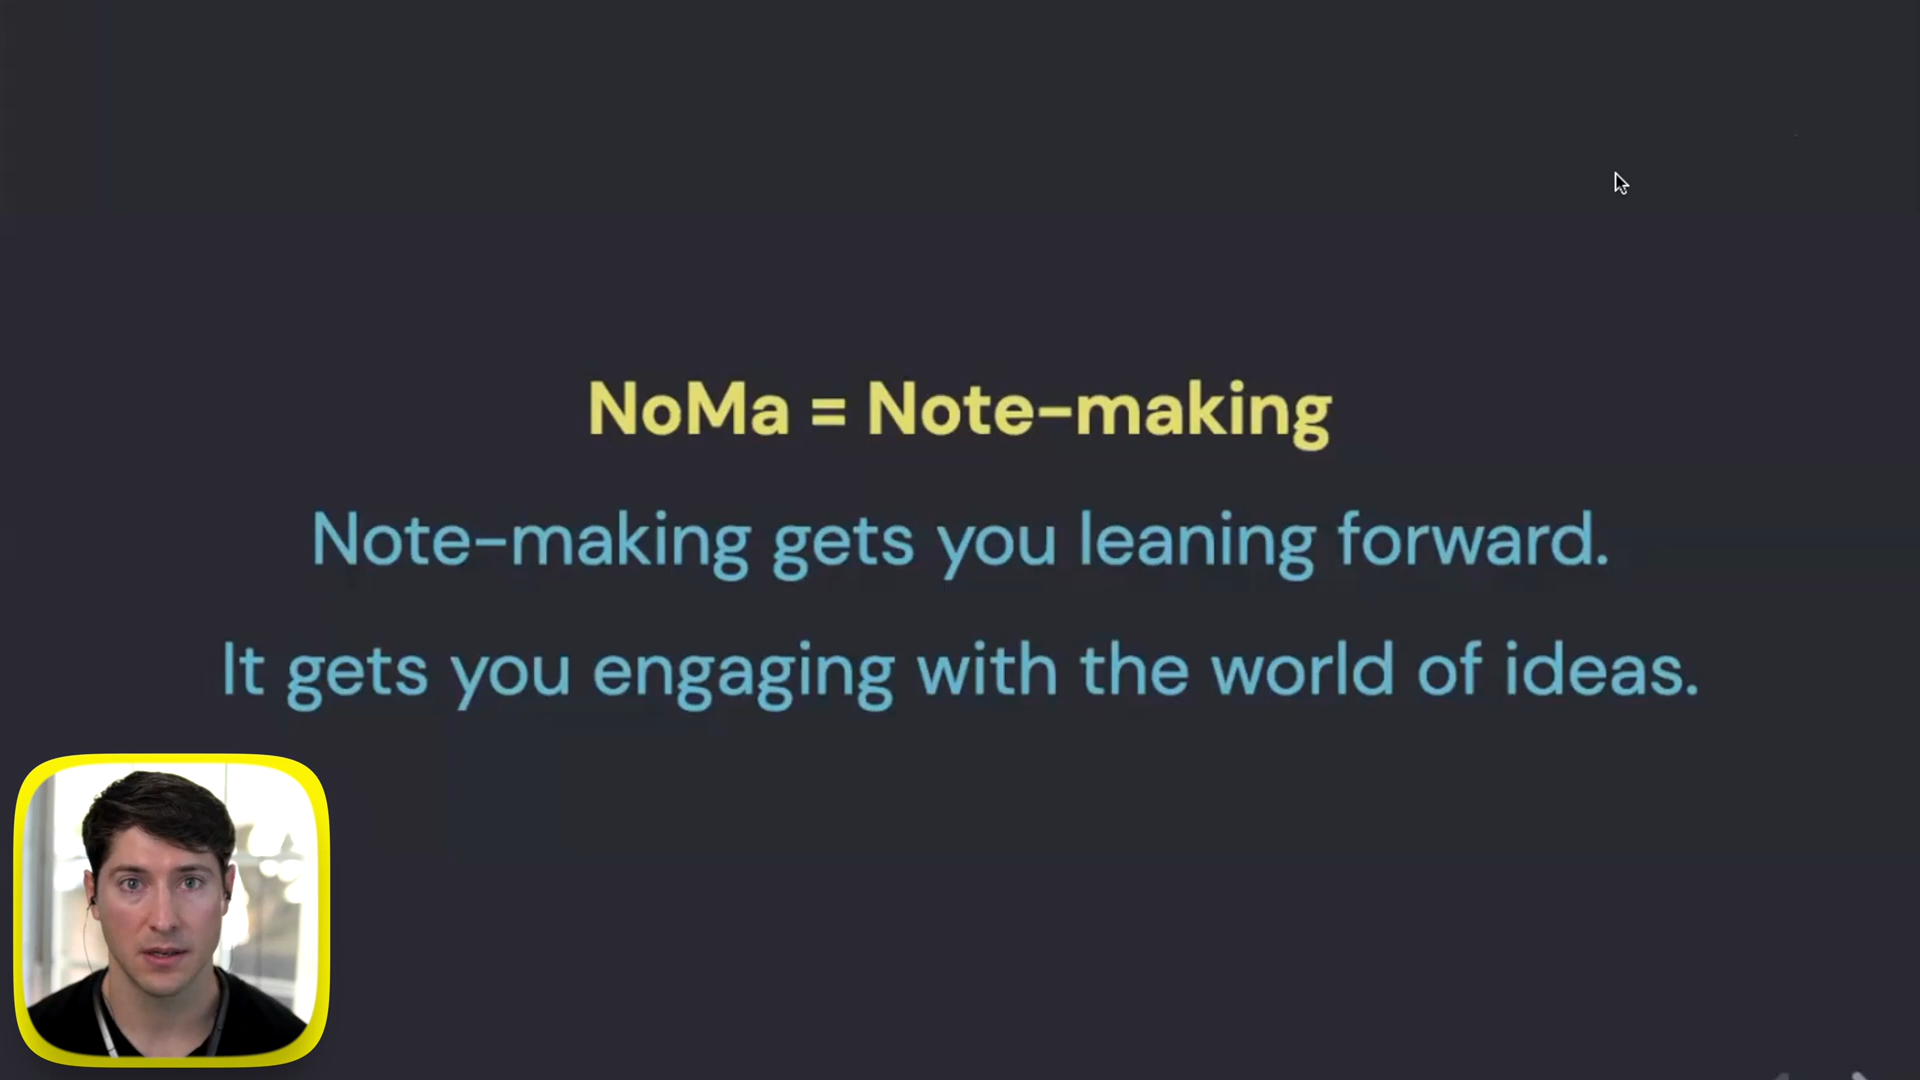 NoMa = Note-making
Note-making gets you leaning forward.
It gets you engaging with the world of ideas.